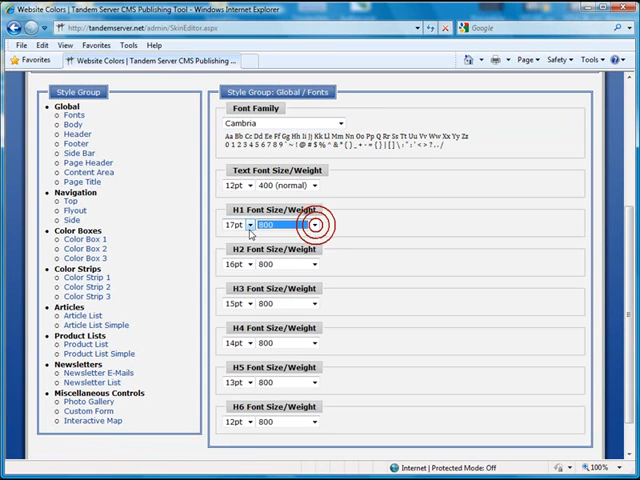 Website Colors | Tandem Server CMS Publishing Tool - Windows Internet Explorer
http://tandemserver.net/admin/SkinEditor.aspx
Google
File Edit View Favorites Tools Help
Favorites
Website Colors | Tandem Server CMS Publishing Tool ...
Page Safety Tools
Style Group
Global
Fonts
Body
Header
Footer
Side Bar
Page Header
Content Area
Page Title
Navigation
Top
Flyout
Side
Color Boxes
Color Box 1
Color Box 2
Color Box 3
Color Strips
Color Strip 1
Color Strip 2
Color Strip 3
Articles
Article List
Article List Simple
Product Lists
Product List
Product List Simple
Newsletters
Newsletter E-Mails
Newsletter List
Miscellaneous Controls
Photo Gallery
Custom Form
Interactive Map
Style Group: Global / Fonts
Font Family
Cambria
Aa Bb Cc Dd Ee Ff Gg Hh Ii Jj Kk Ll Mm Nn Oo Pp Q Rr Ss Tt Uu Vv Ww Xx Yy Zz
Text Font Size/Weight
12pt 400 (normal)
H1 Font Size/Weight
17pt 800
H2 Font Size/Weight
16pt 800
H3 Font Size/Weight
15pt 800
H4 Font Size/Weight
14pt 800
H5 Font Size/Weight
13pt 800
H6 Font Size/Weight
12pt 800
Internet | Protected Mode: Off
100%